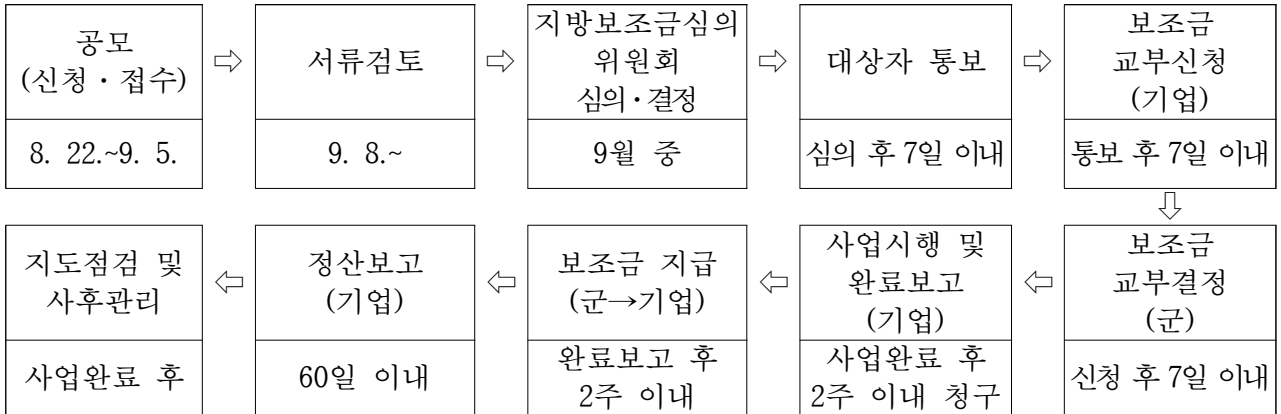 공모
(신청・접수)
⇨
서류검토
⇨
지방보조금심의
위원회
심의・결정
⇨
대상자 통보
⇨
보조금
교부신청
(기업)
8. 22.~9. 5.
9. 8.~
9월 중
심의 후 7일 이내
통보 후 7일 이내
⇩
지도점검 및
사후관리
⇦
정산보고
(기업)
⇦
보조금 지급
(군→기업)
⇦
사업시행 및
완료보고
(기업)
⇦
보조금
교부결정
(군)
사업완료 후
60일 이내
완료보고 후
2주 이내
사업완료 후
2주 이내 청구
신청 후 7일 이내